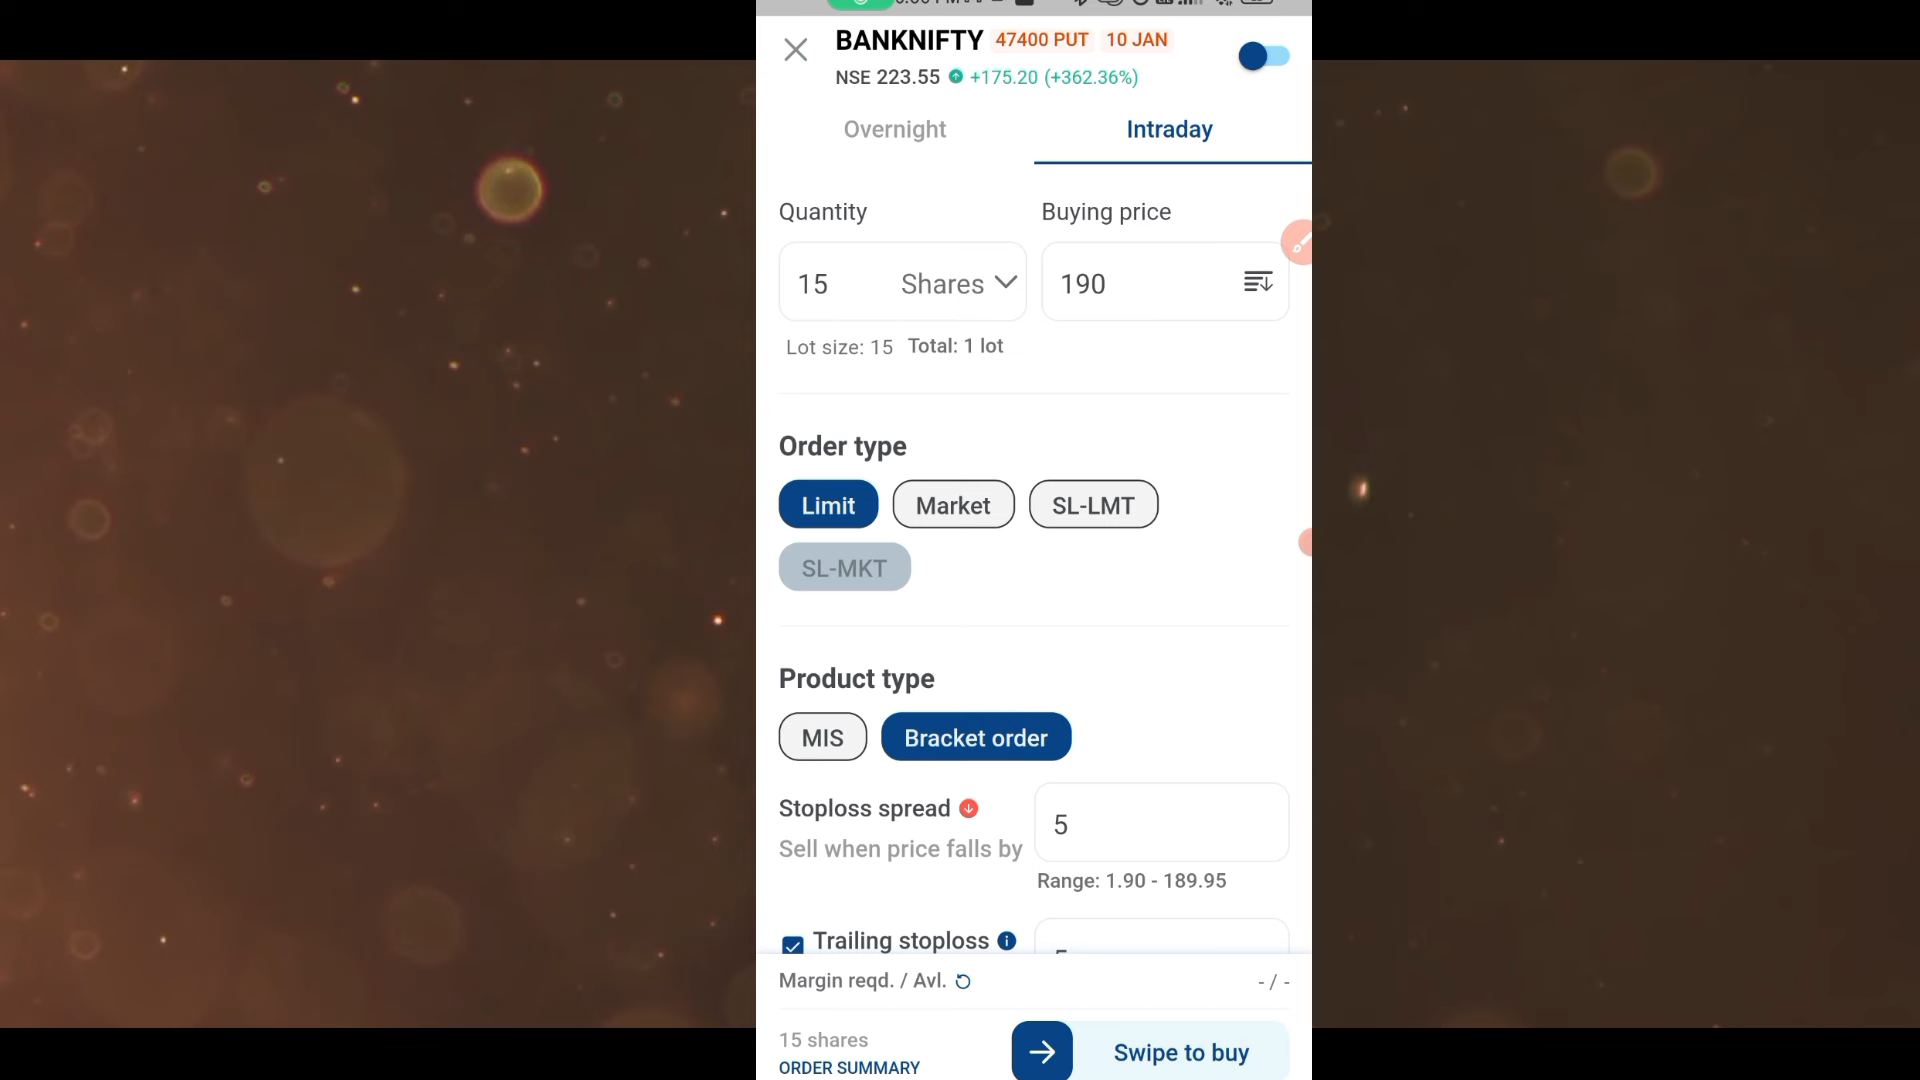 BANKNIFTY 47400 PUT 10 JAN
NSE 223.55 +175.20 (+362.36%)
Overnight Intraday
Quantity Buying price
15 Shares 190
Lot size: 15 Total: 1 lot
Order type
Limit Market SL-LMT
SL-MKT
Product type
MIS Bracket order
Stoploss spread
5
Sell when price falls by
Range: 1.90 - 189.95
Trailing stoploss
Margin reqd. / Avl. - / -
15 shares
Swipe to buy
ORDER SUMMARY